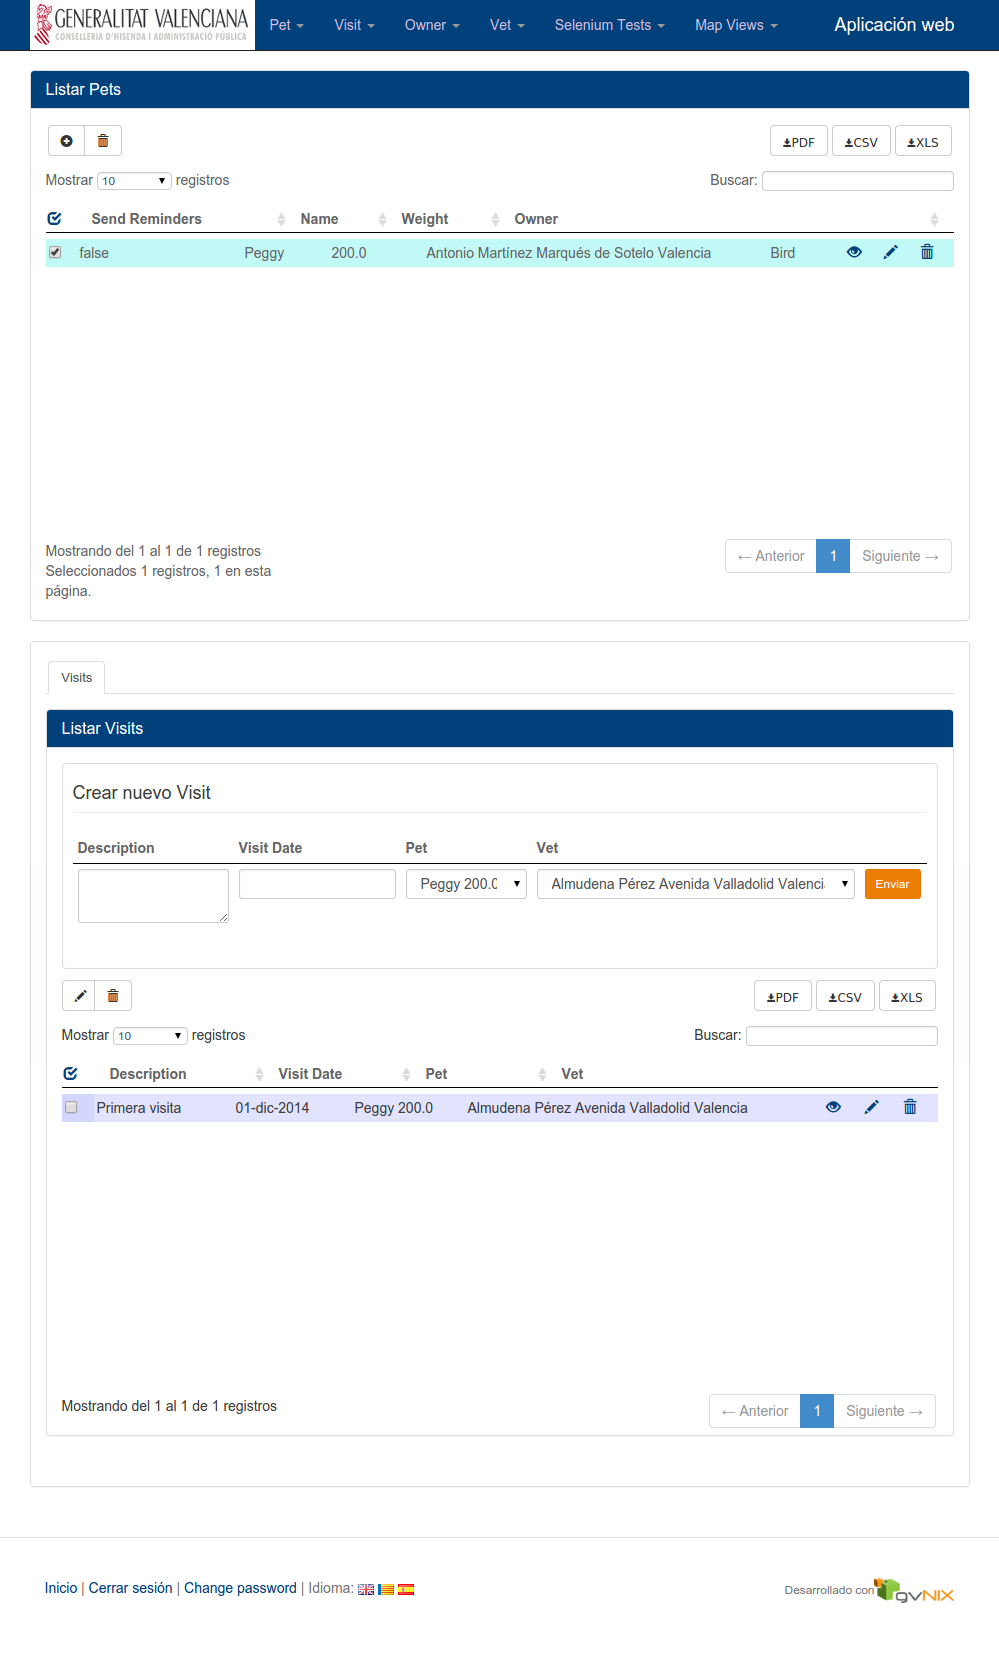 GENERALITAT VALENCIANA
CONSELLERIA D'HISENDA I ADMINISTRACIÓ PÚBLICA
Pet Visit Owner Vet Selenium Tests Map Views Aplicación web
Listar Pets
PDF CSV XLS
Mostrar 10 registros Buscar:
Send Reminders Name Weight Owner
false Peggy 200.0 Antonio Martínez Marqués de Sotelo Valencia Bird
Mostrando del 1 al 1 de 1 registros
Seleccionados 1 registros, 1 en esta
página.
← Anterior 1 Siguiente →
Visits
Listar Visits
Crear nuevo Visit
Description Visit Date Pet Vet
Peggy 200.0 Almudena Pérez Avenida Valladolid Valenci Enviar
PDF CSV XLS
Mostrar 10 registros Buscar:
Description Visit Date Pet Vet
Primera visita 01-dic-2014 Peggy 200.0 Almudena Pérez Avenida Valladolid Valencia
Mostrando del 1 al 1 de 1 registros ← Anterior 1 Siguiente →
Inicio | Cerrar sesión | Change password | Idioma: Desarrollado con gvNIX